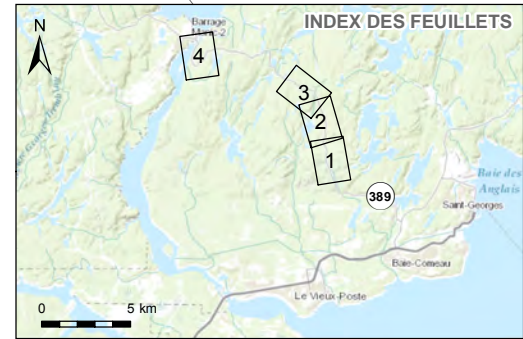 INDEX DES FEUILLETS
N
Barrage
4
3
2
1
389
Baie des
Anglais
Saint-Georges
Baie-Comeau
Le Vieux-Poste
0 5 km